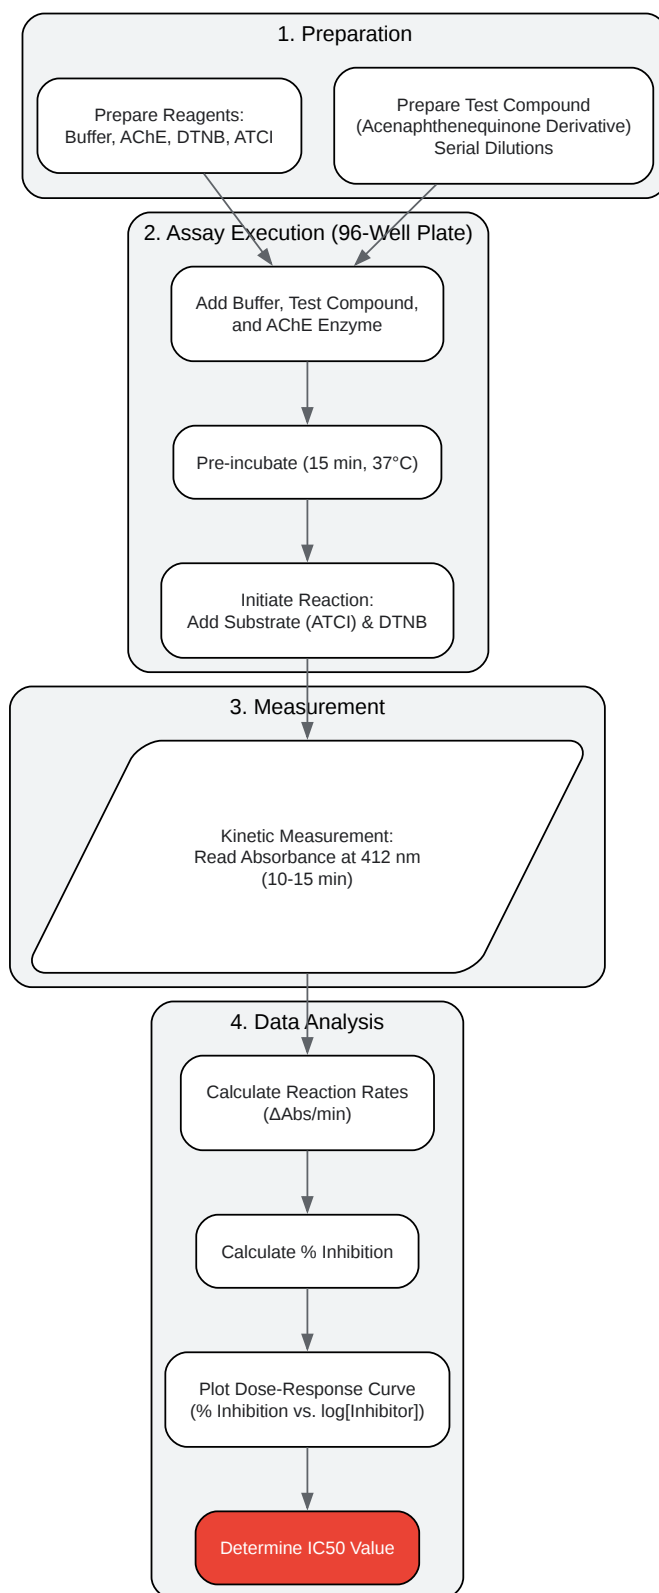 1. Preparation
Prepare Reagents:
Buffer, AChE, DTNB, ATCI
Prepare Test Compound
(Acenaphthenequinone Derivative)
Serial Dilutions
2. Assay Execution (96-Well Plate)
Add Buffer, Test Compound,
and AChE Enzyme
Pre-incubate (15 min, 37°C)
Initiate Reaction:
Add Substrate (ATCI) & DTNB
3. Measurement
Kinetic Measurement:
Read Absorbance at 412 nm
(10-15 min)
4. Data Analysis
Calculate Reaction Rates
(ΔAbs/min)
Calculate % Inhibition
Plot Dose-Response Curve
(% Inhibition vs. log[Inhibitor])
Determine IC50 Value